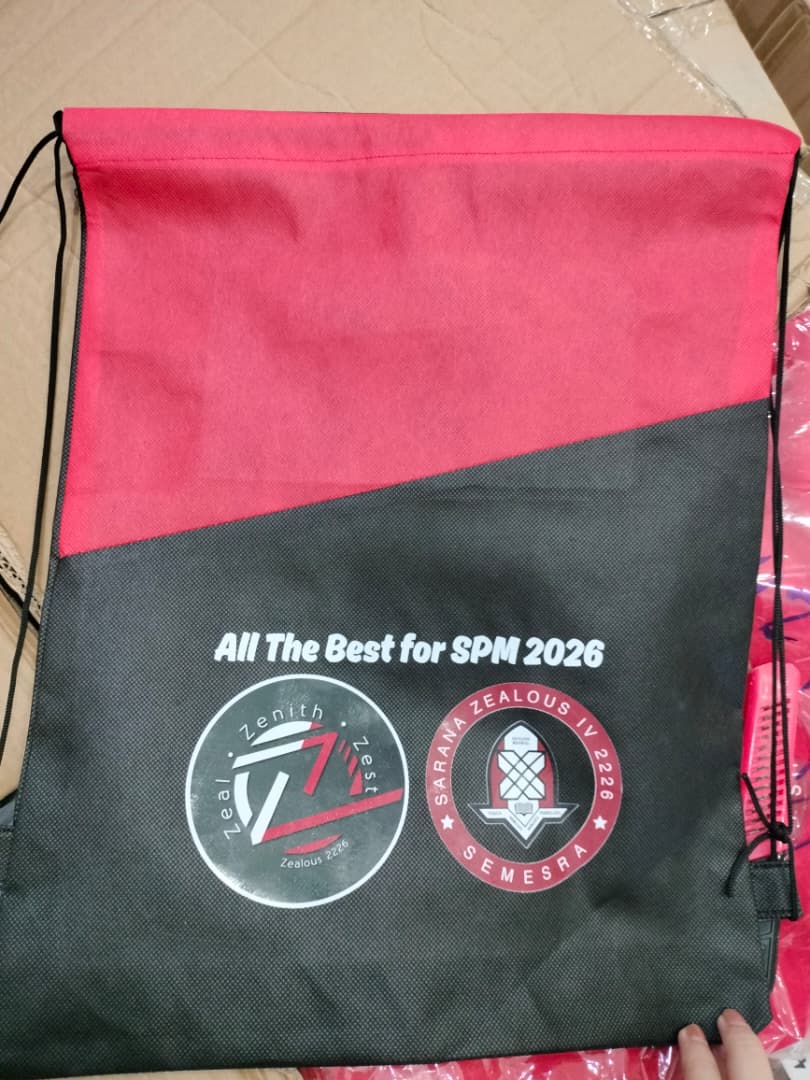 All The Best for SPM 2026
Zeal · Zenith · Zest
Zealous 2226
SARANA ZEALOUS IV 2226
SEMESRA